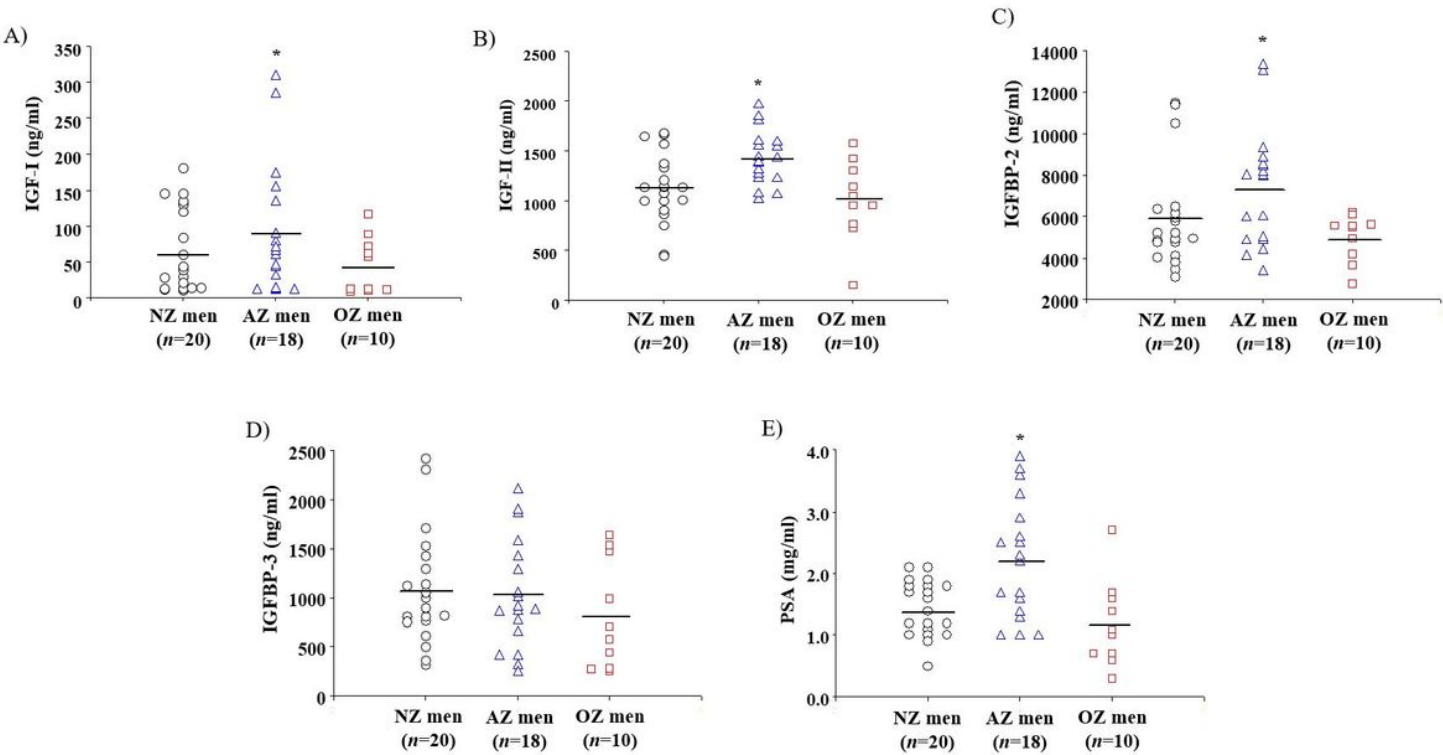 A)
*
IGF-I (ng/ml)
350
300
250
200
150
100
50
0
NZ men AZ men OZ men
(n=20) (n=18) (n=10)
B)
*
IGF-II (ng/ml)
2500
2000
1500
1000
500
0
NZ men AZ men OZ men
(n=20) (n=18) (n=10)
C)
*
IGFBP-2 (ng/ml)
14000
12000
10000
8000
6000
4000
2000
NZ men AZ men OZ men
(n=20) (n=18) (n=10)
D)
IGFBP-3 (ng/ml)
2500
2000
1500
1000
500
0
NZ men AZ men OZ men
(n=20) (n=18) (n=10)
E)
*
PSA (mg/ml)
4.0
3.0
2.0
1.0
0.0
NZ men AZ men OZ men
(n=20) (n=18) (n=10)